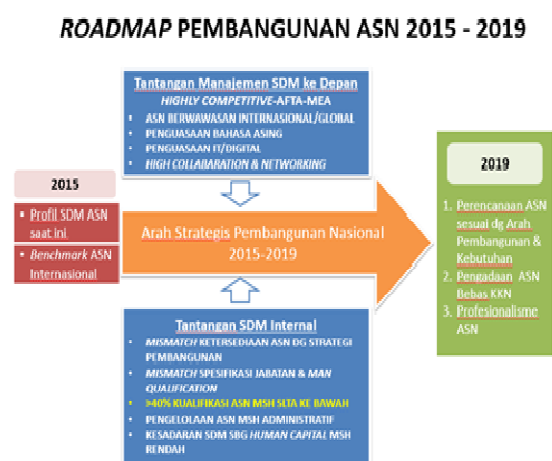 ROADMAP PEMBANGUNAN ASN 2015 - 2019
Tantangan Manajemen SDM ke Depan
HIGHLY COMPETITIVE-AFTA-MEA
• ASN BERWAWASAN INTERNASIONAL/GLOBAL
• PENGUASAAN BAHASA ASING
• PENGUASAAN IT/DIGITAL
• HIGH COLLABARATION & NETWORKING
2015
• Profil SDM ASN
saat ini
• Benchmark ASN
Internasional
Arah Strategis Pembangunan Nasional
2015-2019
2019
1. Perencanaan ASN
sesuai dg Arah
Pembangunan &
Kebutuhan
2. Pengadaan ASN
Bebas KKN
3. Profesionalisme
ASN
Tantangan SDM Internal
• MISMATCH KETERSEDIAAN ASN DG STRATEGI
PEMBANGUNAN
• MISMATCH SPESIFIKASI JABATAN & MAN
QUALIFICATION
• >40% KUALIFIKASI ASN MSH SLTA KE BAWAH
• PENGELOLAAN ASN MSH ADMINISTRATIF
• KESADARAN SDM SBG HUMAN CAPITAL MSH
RENDAH